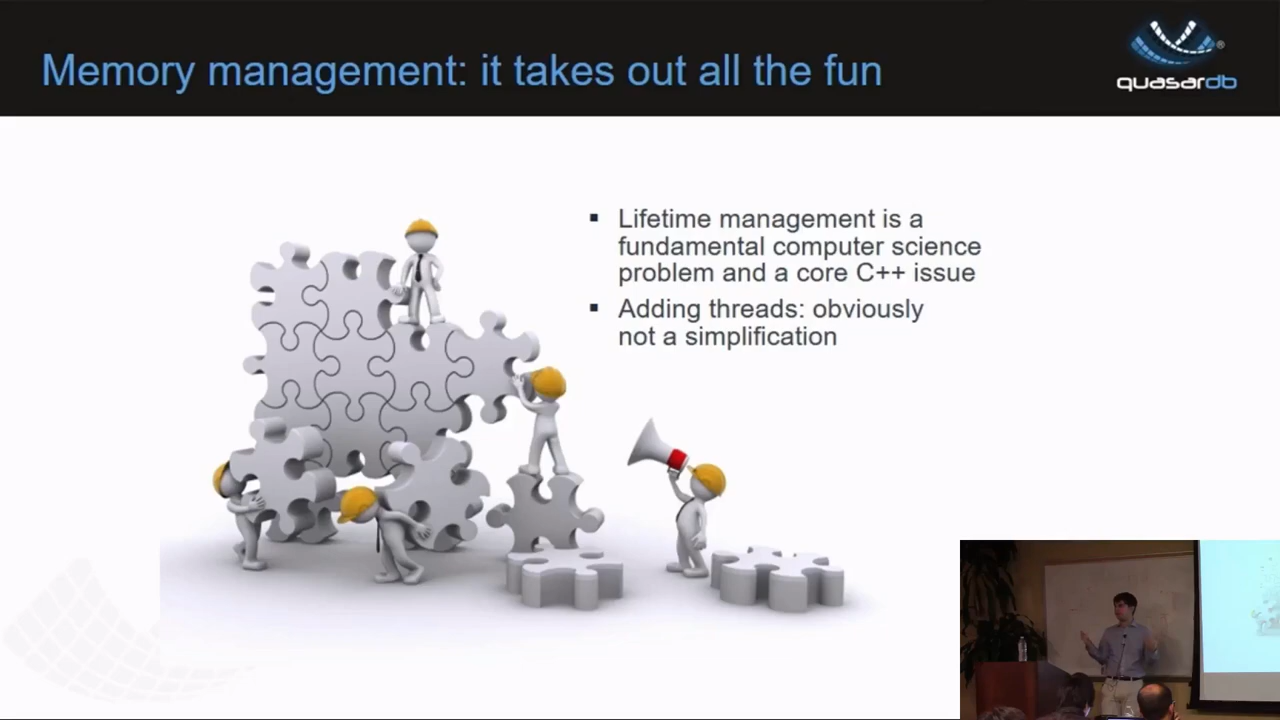 Memory management: it takes out all the fun
quasardb
Lifetime management is a
fundamental computer science
problem and a core C++ issue
Adding threads: obviously
not a simplification